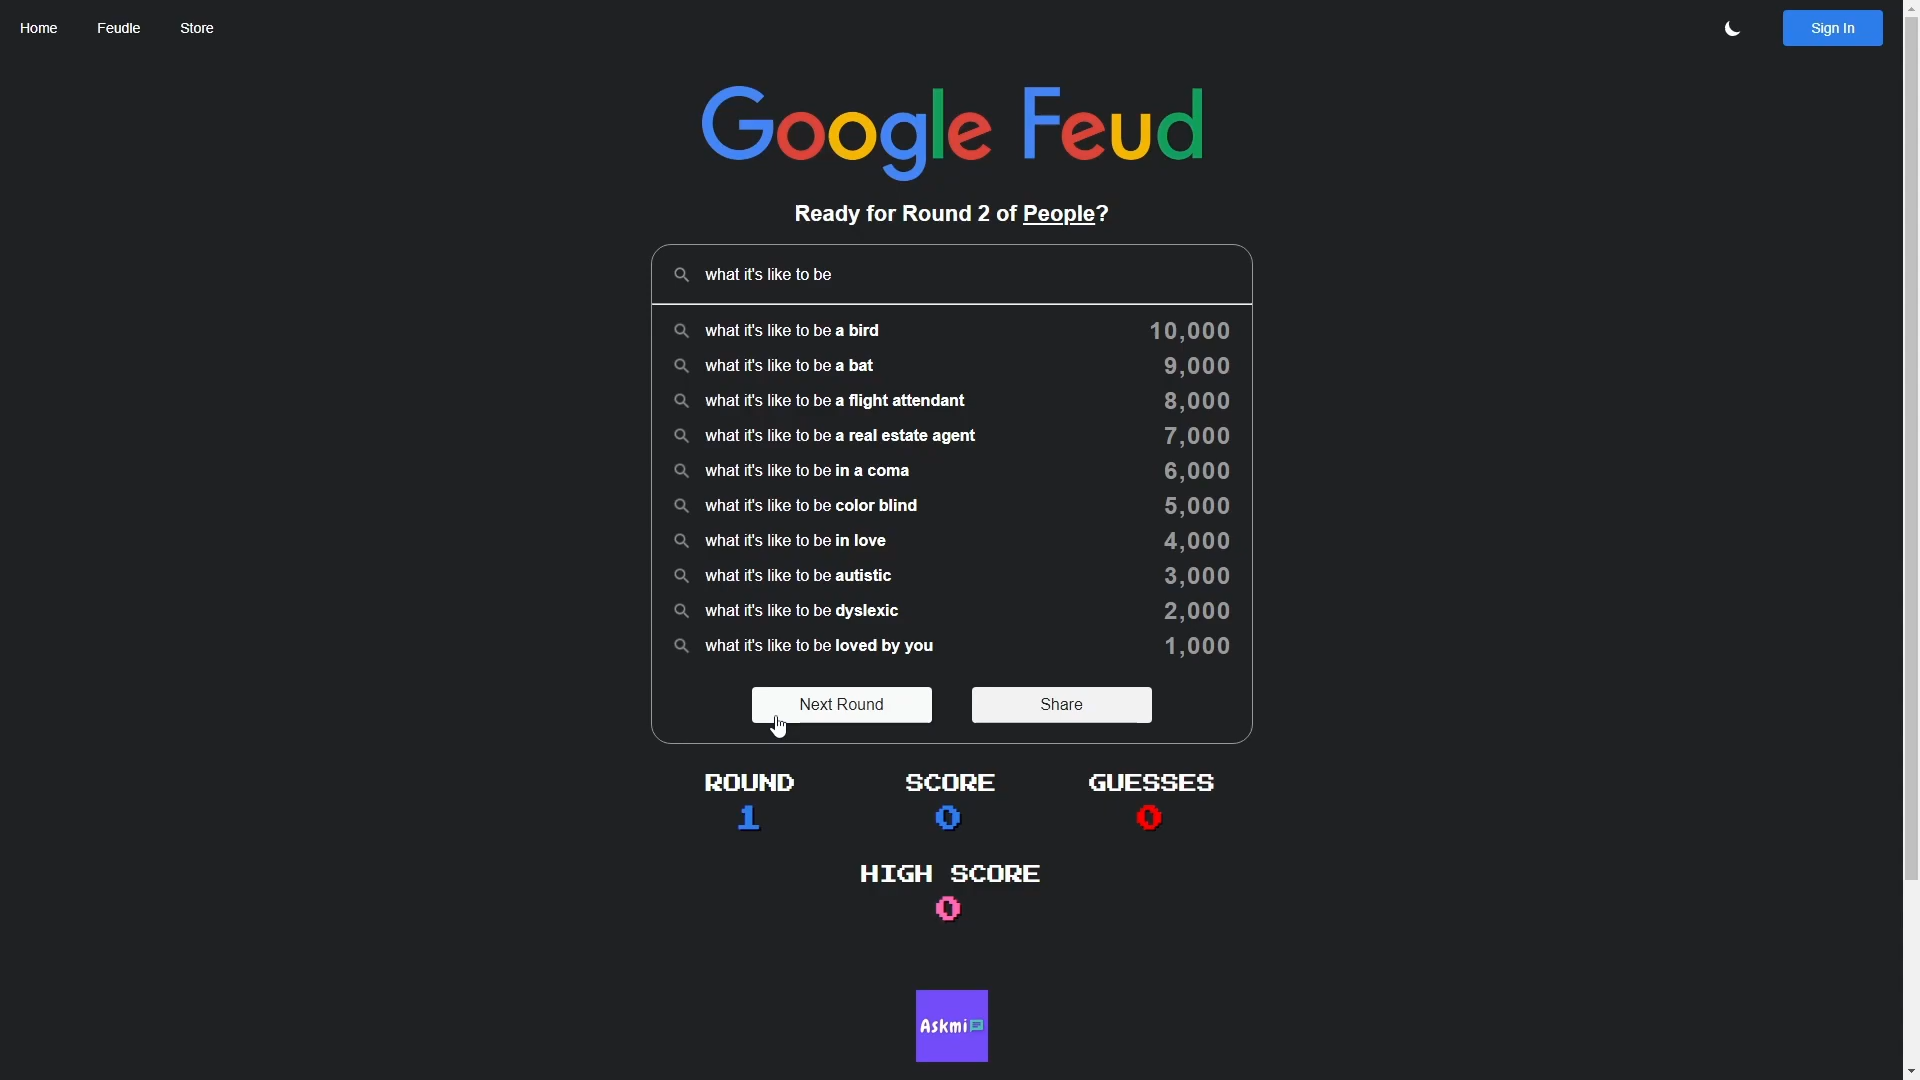 Home Feudle Store Sign In
Google Feud
Ready for Round 2 of People?
what it's like to be
what it's like to be a bird 10,000
what it's like to be a bat 9,000
what it's like to be a flight attendant 8,000
what it's like to be a real estate agent 7,000
what it's like to be in a coma 6,000
what it's like to be color blind 5,000
what it's like to be in love 4,000
what it's like to be autistic 3,000
what it's like to be dyslexic 2,000
what it's like to be loved by you 1,000
Next Round Share
ROUND SCORE GUESSES
1 0 0
HIGH SCORE
0
Askmi